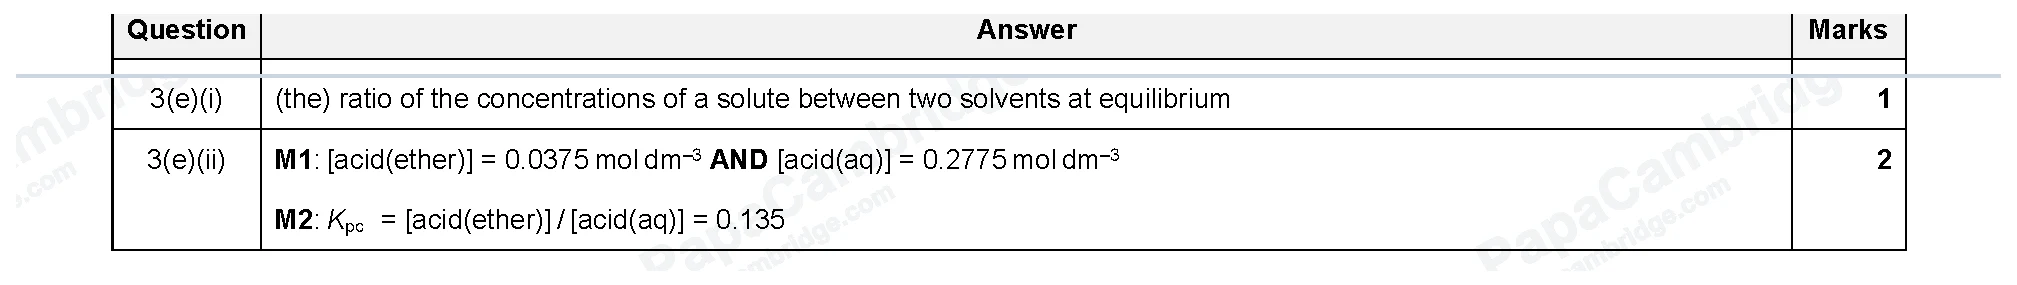 Question Answer Marks
3(e)(i) (the) ratio of the concentrations of a solute between two solvents at equilibrium 1
3(e)(ii) M1: [acid(ether)] = 0.0375 mol dm⁻³ AND [acid(aq)] = 0.2775 mol dm⁻³ 2
M2: Kpc = [acid(ether)] / [acid(aq)] = 0.135
PapaCambridge
PapaCambridge